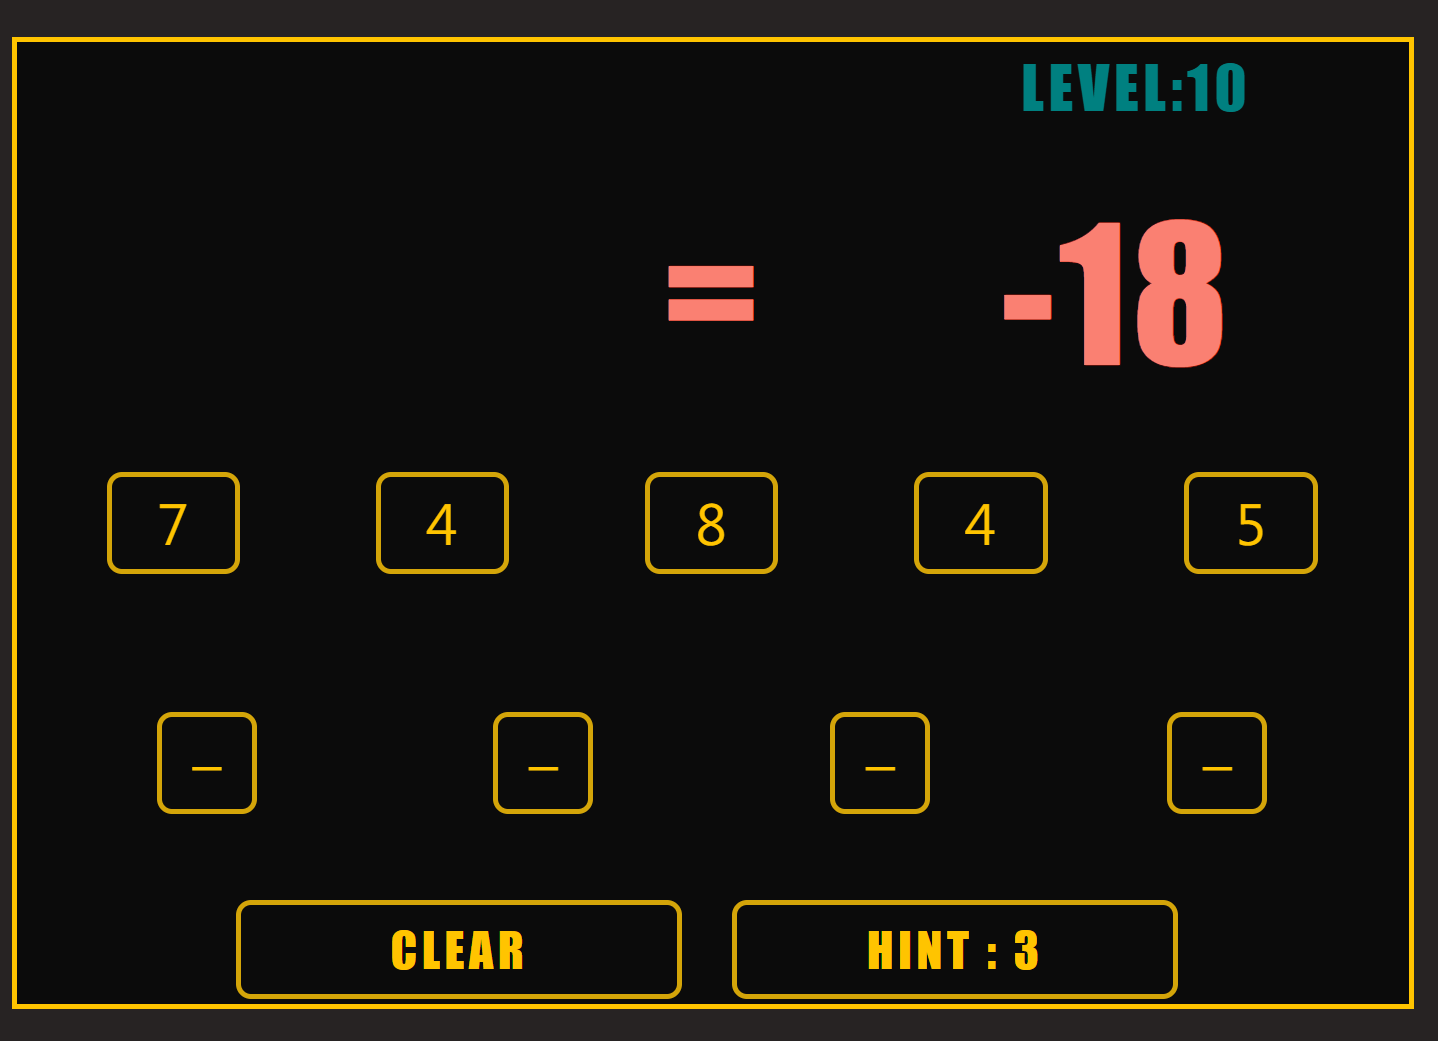 LEVEL:10
= -18
7 4 8 4 5
– – – –
CLEAR HINT : 3